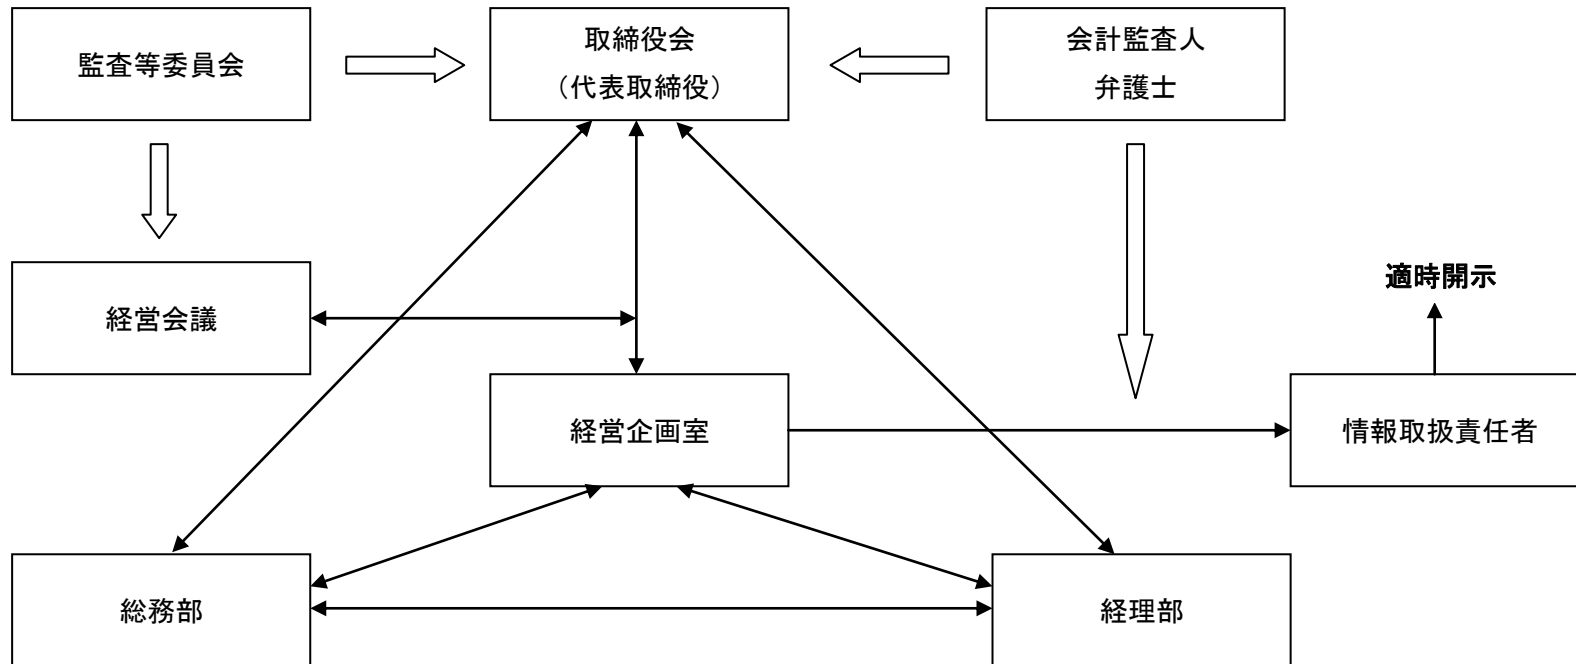 監査等委員会
取締役会
(代表取締役)
会計監査人
弁護士
経営会議
適時開示
経営企画室
情報取扱責任者
総務部
経理部